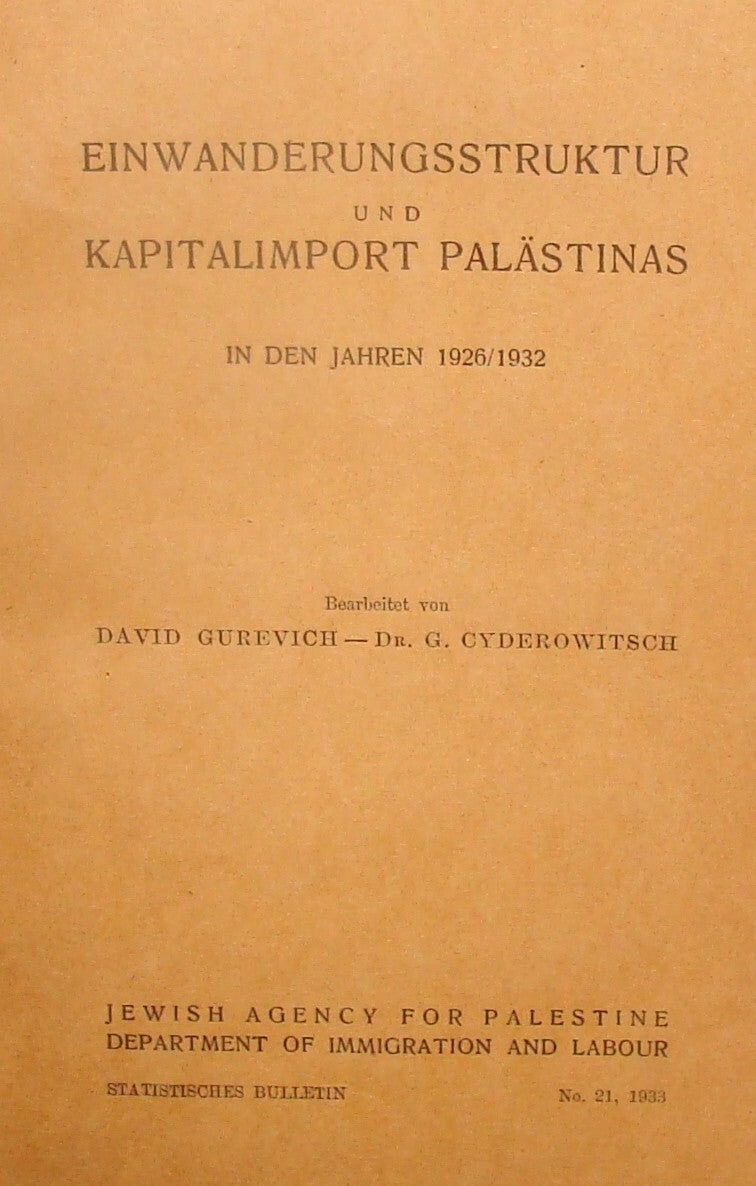 EINWANDERUNGSSTRUKTUR
UND
KAPITALIMPORT PALÄSTINAS
IN DEN JAHREN 1926/1932
Bearbeitet von
DAVID GUREVICH — DR. G. CYDEROWITSCH
JEWISH AGENCY FOR PALESTINE
DEPARTMENT OF IMMIGRATION AND LABOUR
STATISTISCHES BULLETIN No. 21, 1933